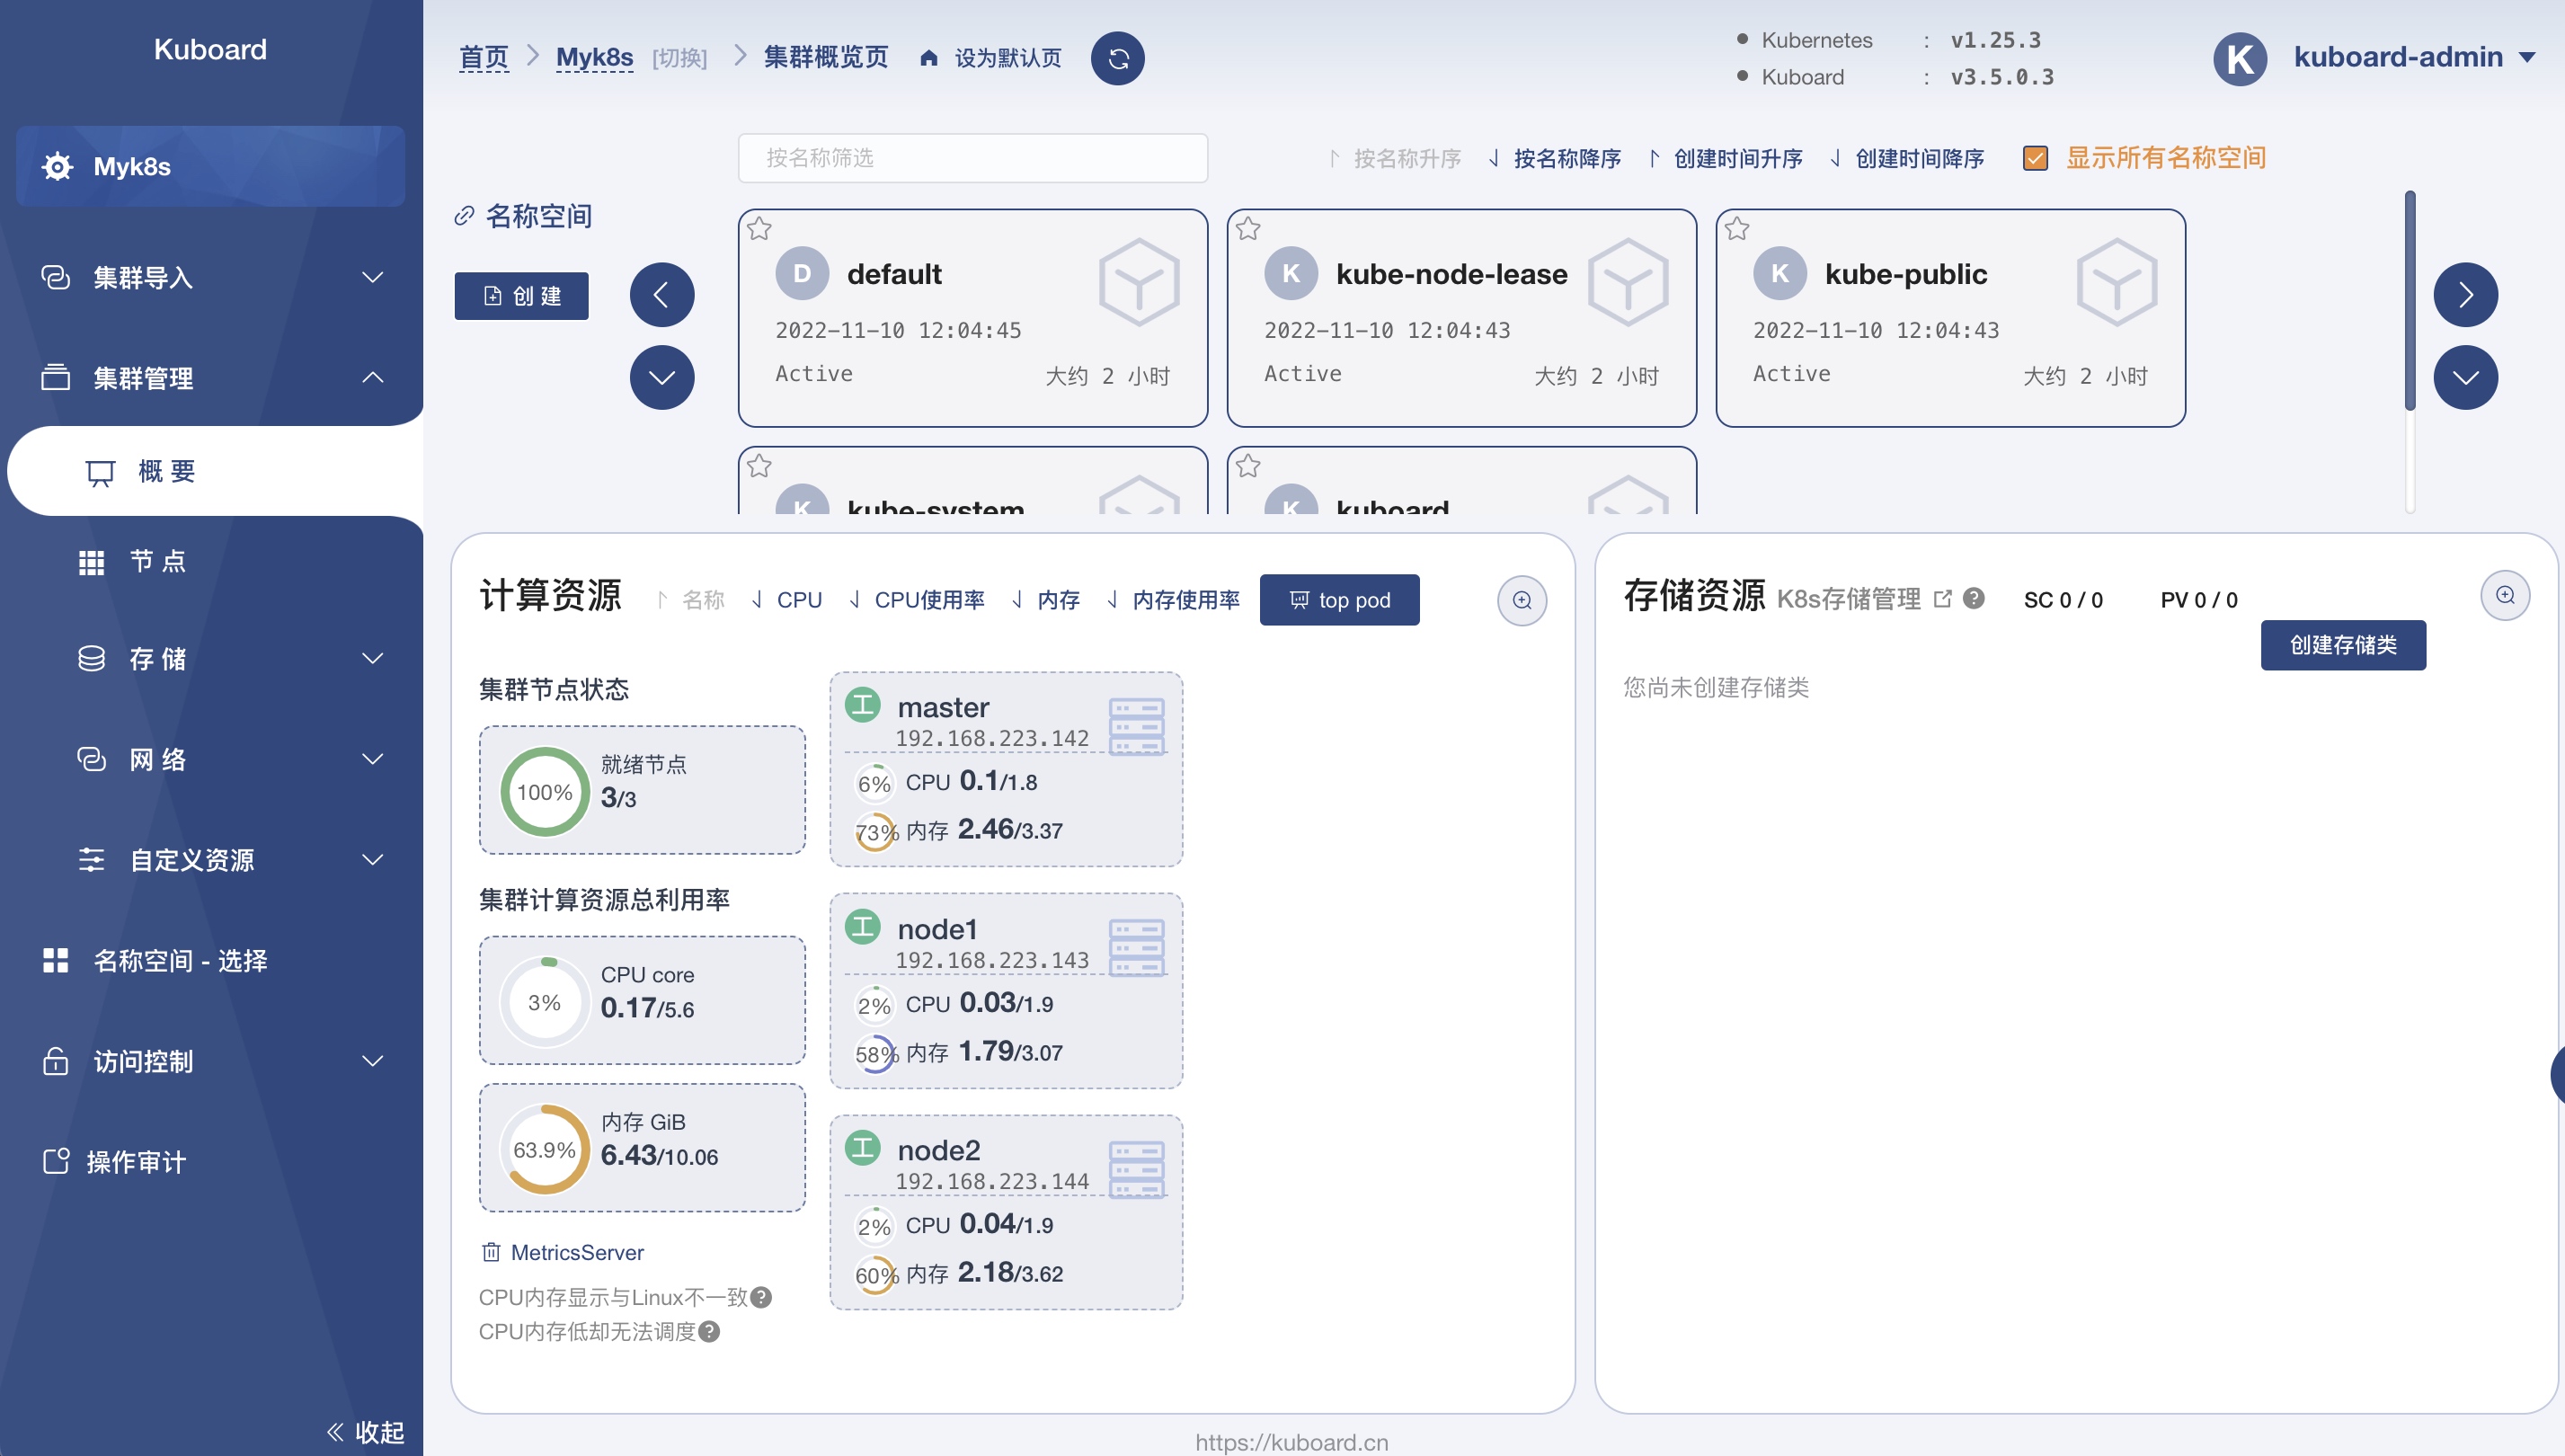 Kuboard
Myk8s
集群导入
集群管理
概 要
节 点
存 储
网 络
自定义资源
名称空间 - 选择
访问控制
操作审计
收起
首页 Myk8s [切换] 集群概览页 设为默认页
Kubernetes : v1.25.3
Kuboard : v3.5.0.3
K kuboard-admin
按名称筛选
按名称升序 按名称降序 创建时间升序 创建时间降序 显示所有名称空间
名称空间
创 建
D default
2022-11-10 12:04:45
Active 大约 2 小时
K kube-node-lease
2022-11-10 12:04:43
Active 大约 2 小时
K kube-public
2022-11-10 12:04:43
Active 大约 2 小时
K kube-system
K kuboard
计算资源 名称 CPU CPU使用率 内存 内存使用率 top pod
集群节点状态
100%
就绪节点
3/3
集群计算资源总利用率
3%
CPU core
0.17/5.6
63.9%
内存 GiB
6.43/10.06
MetricsServer
CPU内存显示与Linux不一致?
CPU内存低却无法调度?
工 master
192.168.223.142
6% CPU 0.1/1.8
73% 内存 2.46/3.37
工 node1
192.168.223.143
2% CPU 0.03/1.9
58% 内存 1.79/3.07
工 node2
192.168.223.144
2% CPU 0.04/1.9
60% 内存 2.18/3.62
存储资源 K8s存储管理 ? SC 0 / 0 PV 0 / 0
创建存储类
您尚未创建存储类
https://kuboard.cn